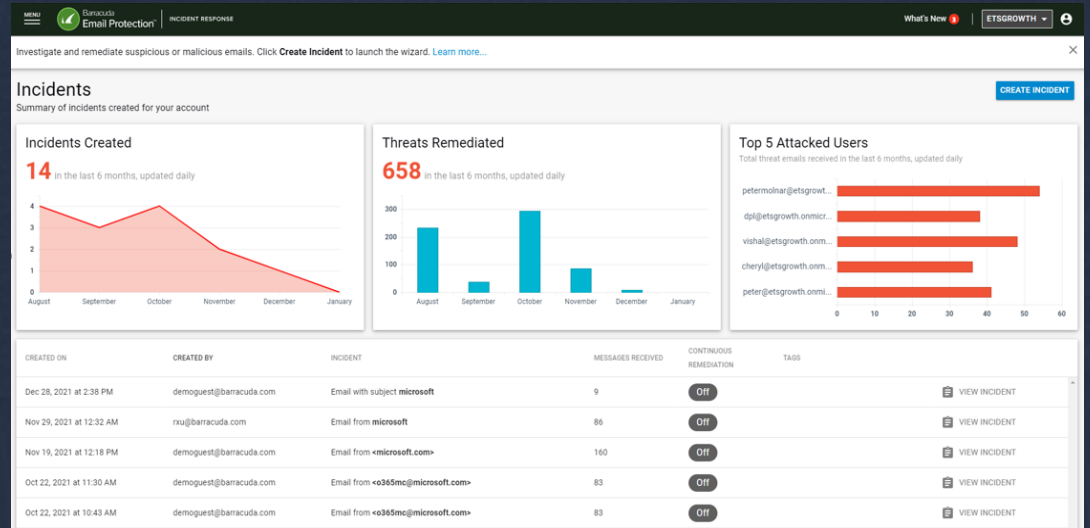 MENU
Barracuda
Email Protection™ INCIDENT RESPONSE What's New 3 ETSGROWTH
Investigate and remediate suspicious or malicious emails. Click Create Incident to launch the wizard. Learn more...
Incidents
CREATE INCIDENT
Summary of incidents created for your account
Incidents Created
14 in the last 6 months, updated daily
4
3
2
1
0
August September October November December January
Threats Remediated
658 in the last 6 months, updated daily
300
200
100
0
August September October November December January
Top 5 Attacked Users
Total threat emails received in the last 6 months, updated daily
petermolnar@etsgrowt...
dpl@etsgrowth.onmicr...
vishal@etsgrowth.onm...
cheryl@etsgrowth.onm...
peter@etsgrowth.onmi...
0 10 20 30 40 50 60
CREATED ON CREATED BY INCIDENT MESSAGES RECEIVED CONTINUOUS REMEDIATION TAGS
Dec 28, 2021 at 2:38 PM demoguest@barracuda.com Email with subject microsoft 9 Off VIEW INCIDENT
Nov 29, 2021 at 12:32 AM rxu@barracuda.com Email from microsoft 86 Off VIEW INCIDENT
Nov 19, 2021 at 12:18 PM demoguest@barracuda.com Email from <microsoft.com> 160 Off VIEW INCIDENT
Oct 22, 2021 at 11:30 AM demoguest@barracuda.com Email from <o365mc@microsoft.com> 83 Off VIEW INCIDENT
Oct 22, 2021 at 10:43 AM demoguest@barracuda.com Email from <o365mc@microsoft.com> 83 Off VIEW INCIDENT